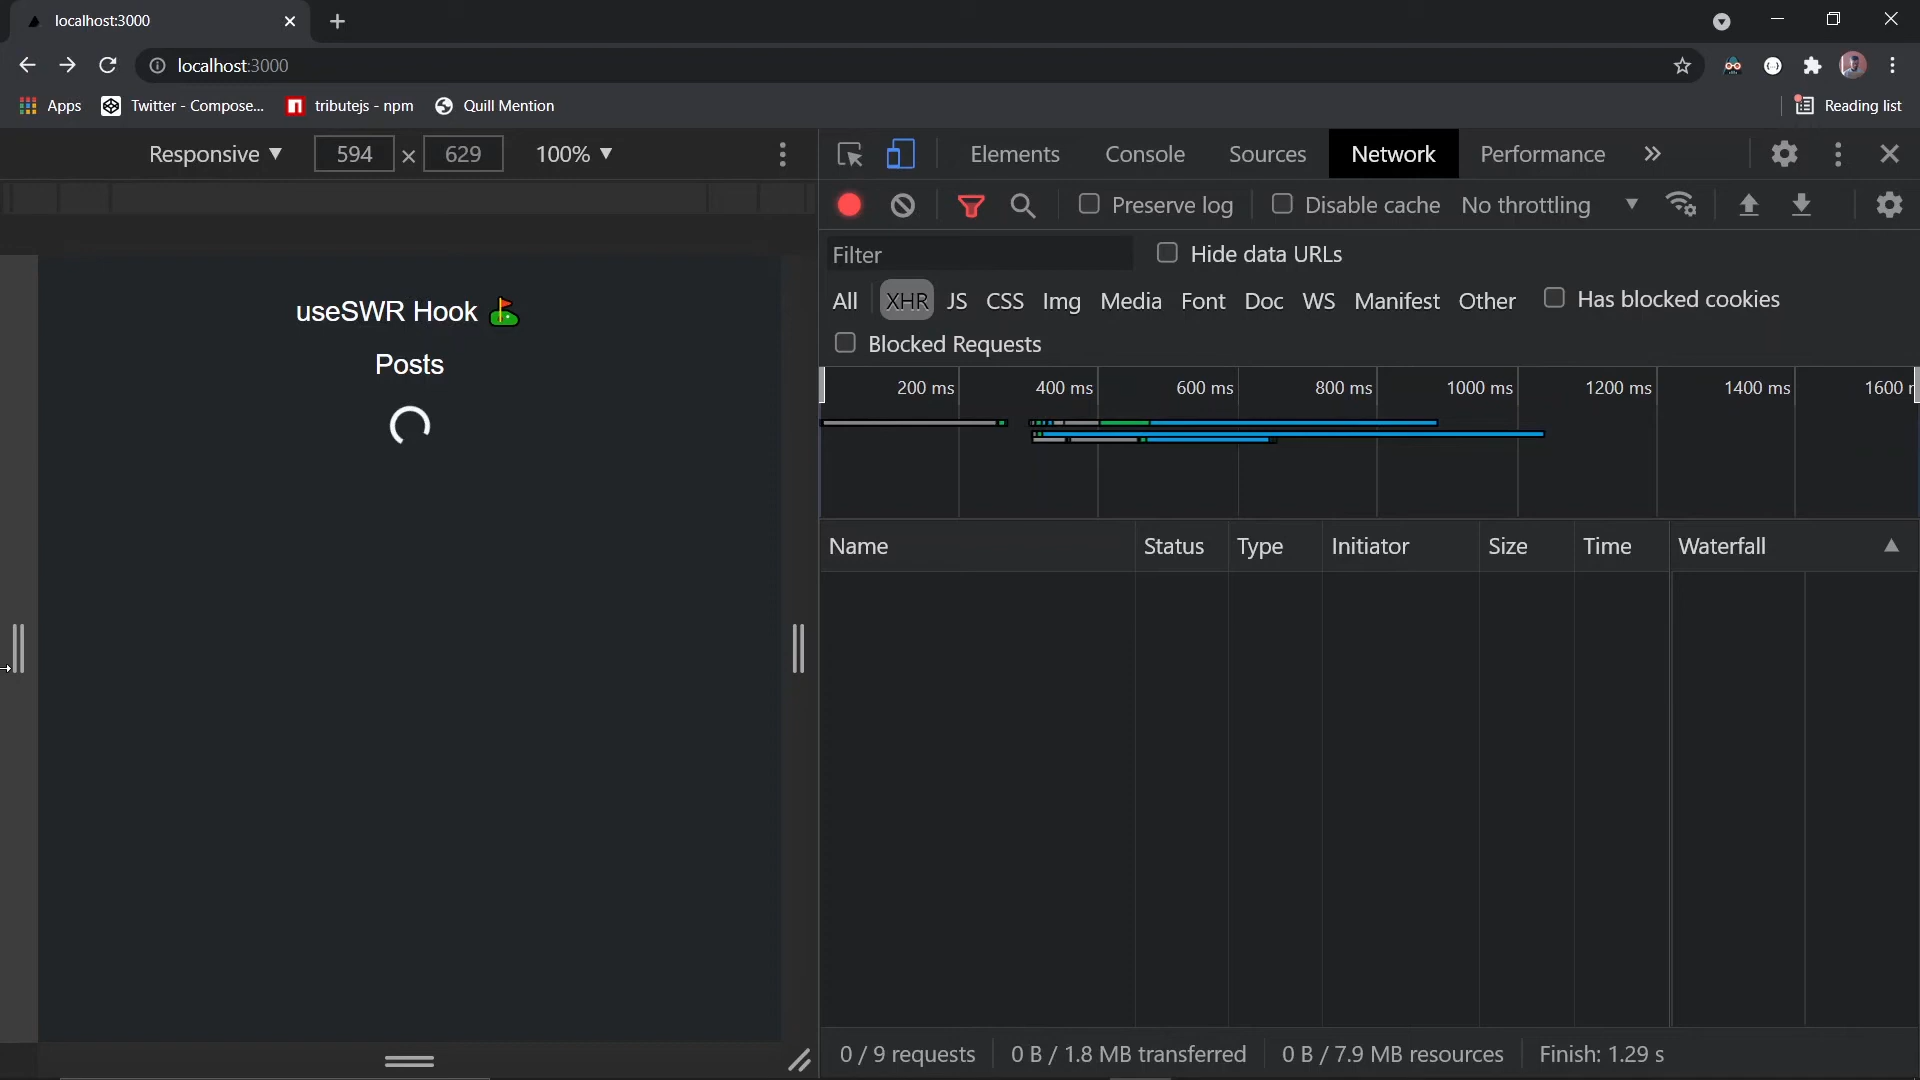 localhost:3000
localhost:3000
Apps Twitter - Compose... tributejs - npm Quill Mention Reading list
Responsive 594 × 629 100%
Elements Console Sources Network Performance
Preserve log Disable cache No throttling
Filter Hide data URLs
All XHR JS CSS Img Media Font Doc WS Manifest Other Has blocked cookies
Blocked Requests
useSWR Hook
Posts
200 ms 400 ms 600 ms 800 ms 1000 ms 1200 ms 1400 ms 1600
Name Status Type Initiator Size Time Waterfall
0 / 9 requests 0 B / 1.8 MB transferred 0 B / 7.9 MB resources Finish: 1.29 s